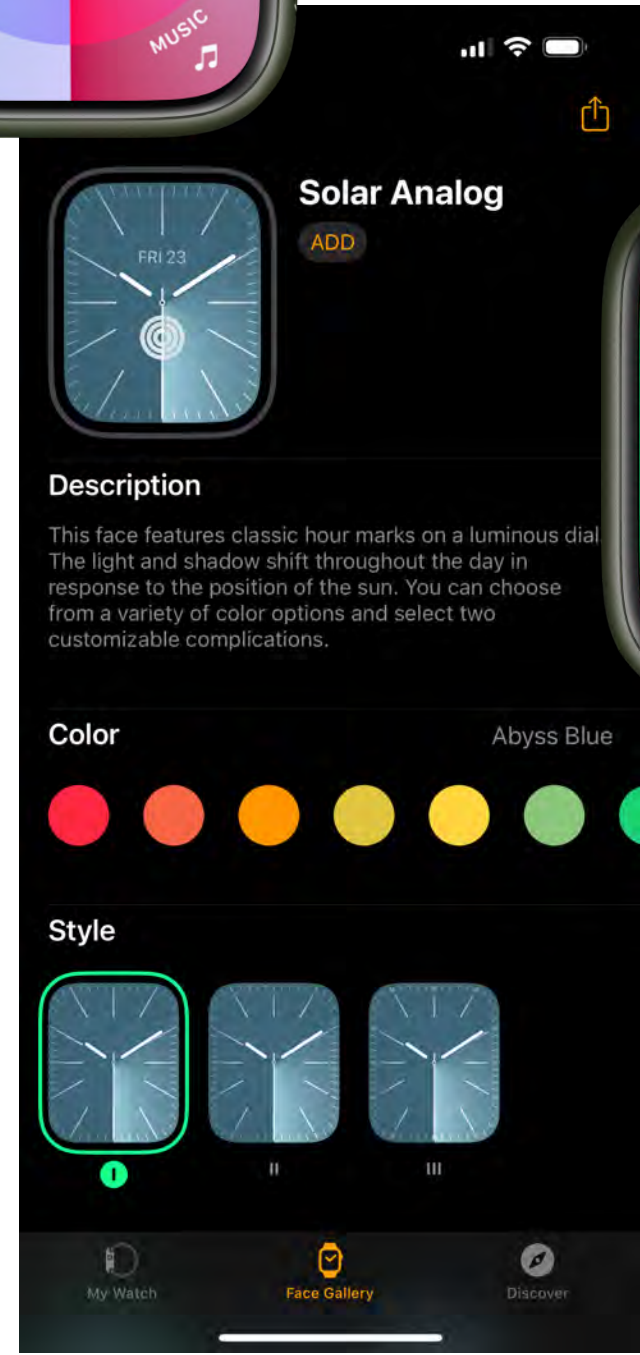 MUSIC
Solar Analog
ADD
FRI 23
Description
This face features classic hour marks on a luminous dial
The light and shadow shift throughout the day in
response to the position of the sun. You can choose
from a variety of color options and select two
customizable complications.
Color
Abyss Blue
Style
I
II
III
My Watch
Face Gallery
Discover